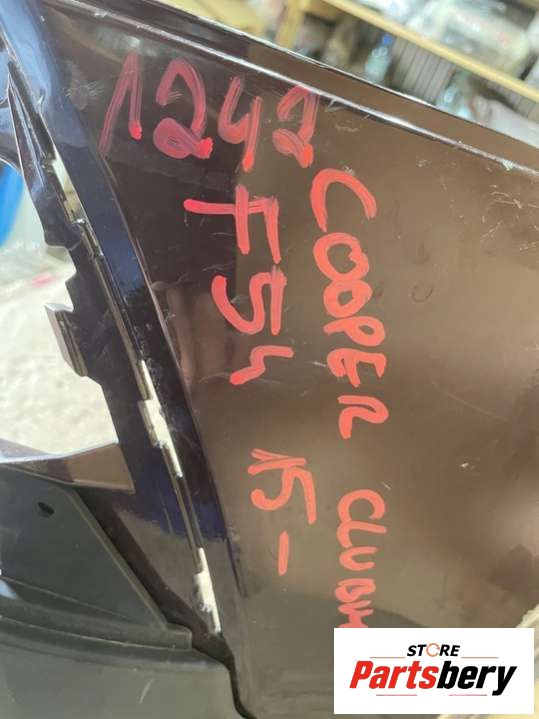 1242
F54 15-
COOPER CLUBM
STORE
Partsbery